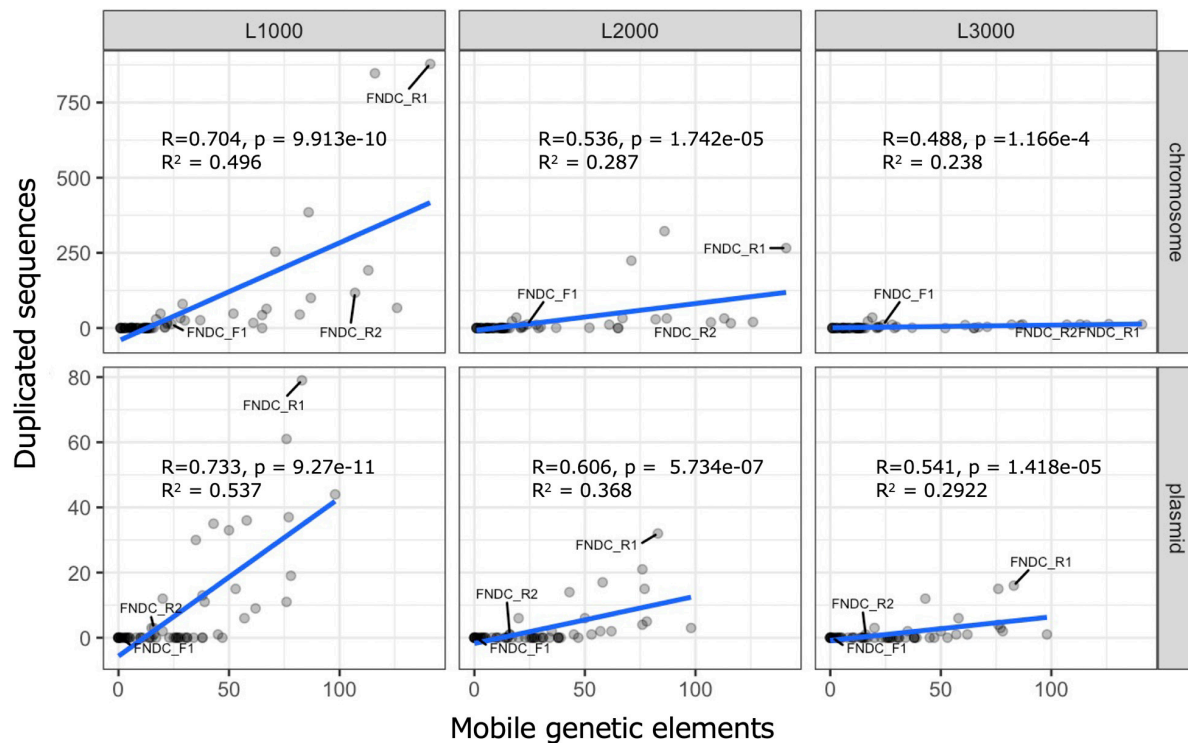 L1000
L2000
L3000
Duplicated sequences
750
500
250
0
FNDC_R1
R=0.704, p = 9.913e-10
R² = 0.496
FNDC_F1
FNDC_R2
R=0.536, p = 1.742e-05
R² = 0.287
FNDC_R1
FNDC_F1
FNDC_R2
R=0.488, p =1.166e-4
R² = 0.238
FNDC_F1
FNDC_R2FNDC_R1
chromosome
80
60
40
20
0
FNDC_R1
R=0.733, p = 9.27e-11
R² = 0.537
FNDC_R2
FNDC_F1
R=0.606, p = 5.734e-07
R² = 0.368
FNDC_R1
FNDC_R2
FNDC_F1
R=0.541, p = 1.418e-05
R² = 0.2922
FNDC_R1
FNDC_R2
FNDC_F1
plasmid
0 50 100
0 50 100
0 50 100
Mobile genetic elements